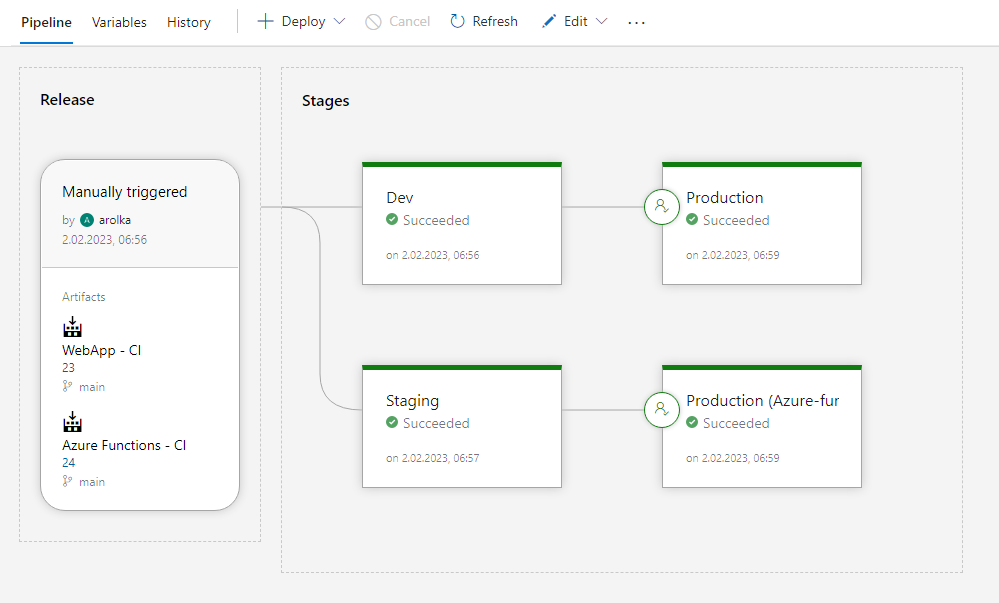 Pipeline Variables History Deploy Cancel Refresh Edit ...
Release
Manually triggered
by A arolka
2.02.2023, 06:56
Artifacts
WebApp - CI
23
main
Azure Functions - CI
24
main
Stages
Dev
Succeeded
on 2.02.2023, 06:56
Production
Succeeded
on 2.02.2023, 06:59
Staging
Succeeded
on 2.02.2023, 06:57
Production (Azure-fur
Succeeded
on 2.02.2023, 06:59